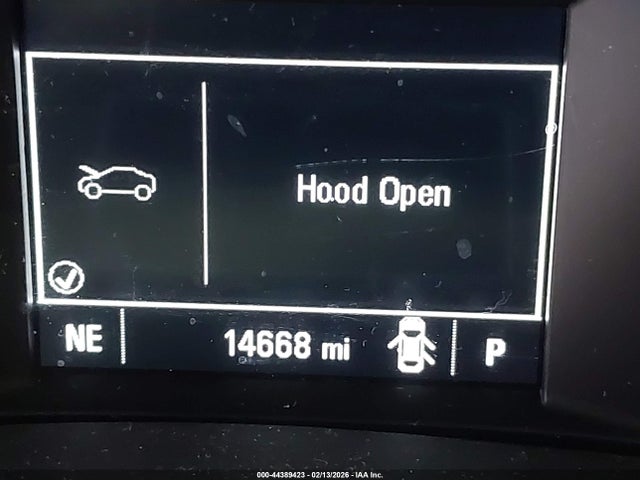 Hood Open
NE 14668 mi P
000-44389423 - 02/13/2026 - IAA Inc.